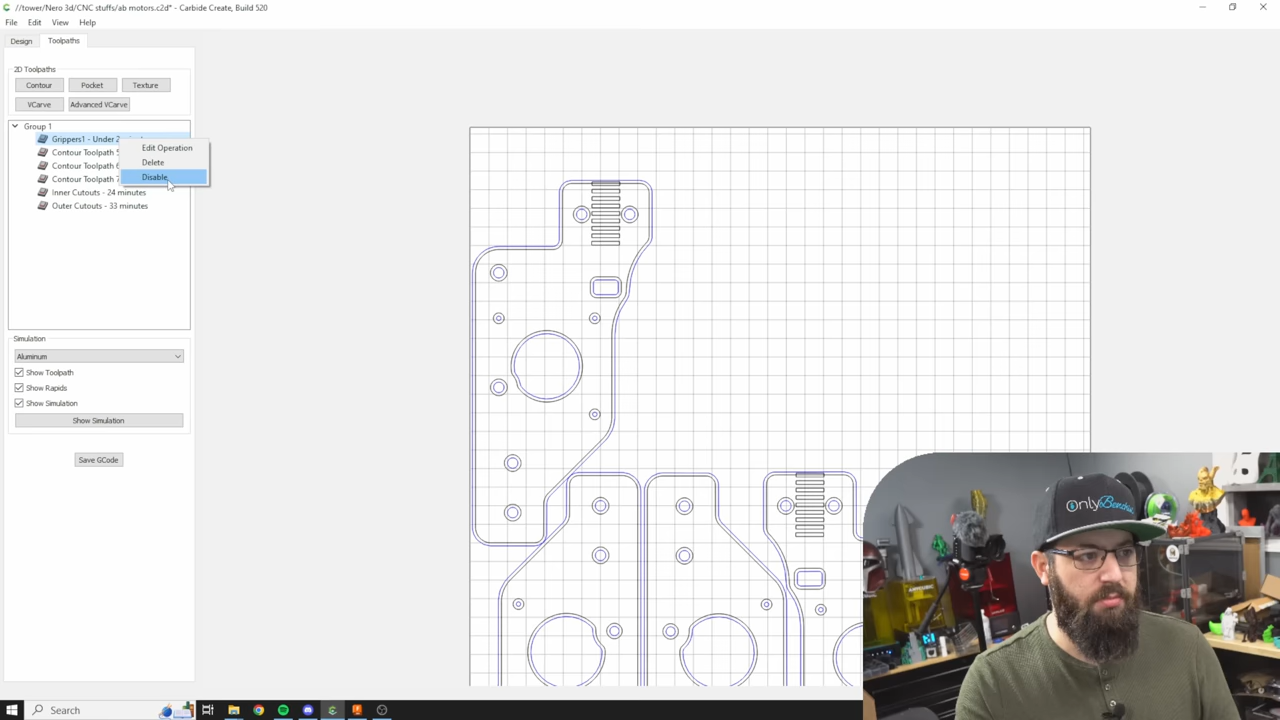 //tower/Nero 3d/CNC stuffs/ab motors.c2d* - Carbide Create, Build 520
File Edit View Help
Design Toolpaths
2D Toolpaths
Contour Pocket Texture
VCarve Advanced VCarve
Group 1
Grippers1 - Under 2
Contour Toolpath
Contour Toolpath
Contour Toolpath
Inner Cutouts - 24 minutes
Outer Cutouts - 33 minutes
Edit Operation
Delete
Disable
Simulation
Aluminum
Show Toolpath
Show Rapids
Show Simulation
Show Simulation
Save GCode
OnlyBenchies
Search